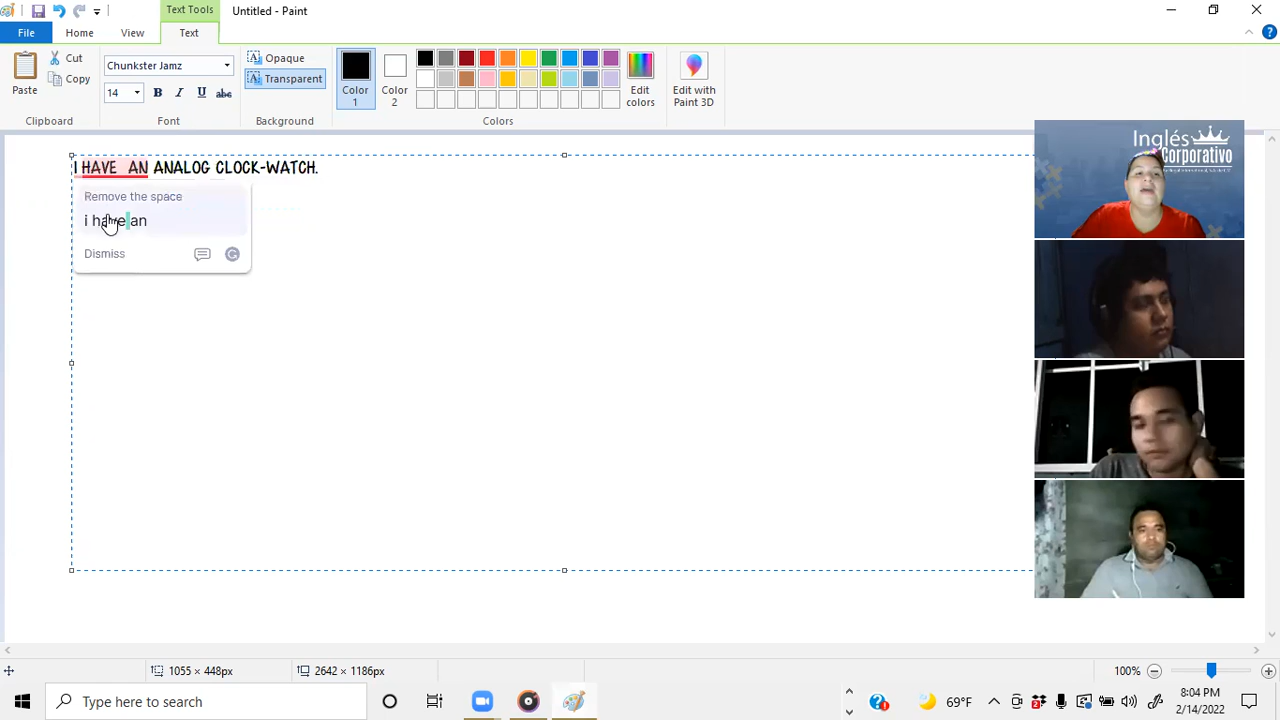 Text Tools
Untitled - Paint
File
Home
View
Text
Paste
Cut
Copy
Clipboard
Chunkster Jamz
14
B I U abc
Font
Opaque
Transparent
Background
Color 1
Color 2
Edit colors
Colors
Edit with Paint 3D
I HAVE  AN ANALOG CLOCK-WATCH.
Remove the space
i have an
Dismiss
Inglés
Corporativo
1055 × 448px
2642 × 1186px
100%
Type here to search
69°F
8:04 PM
2/14/2022